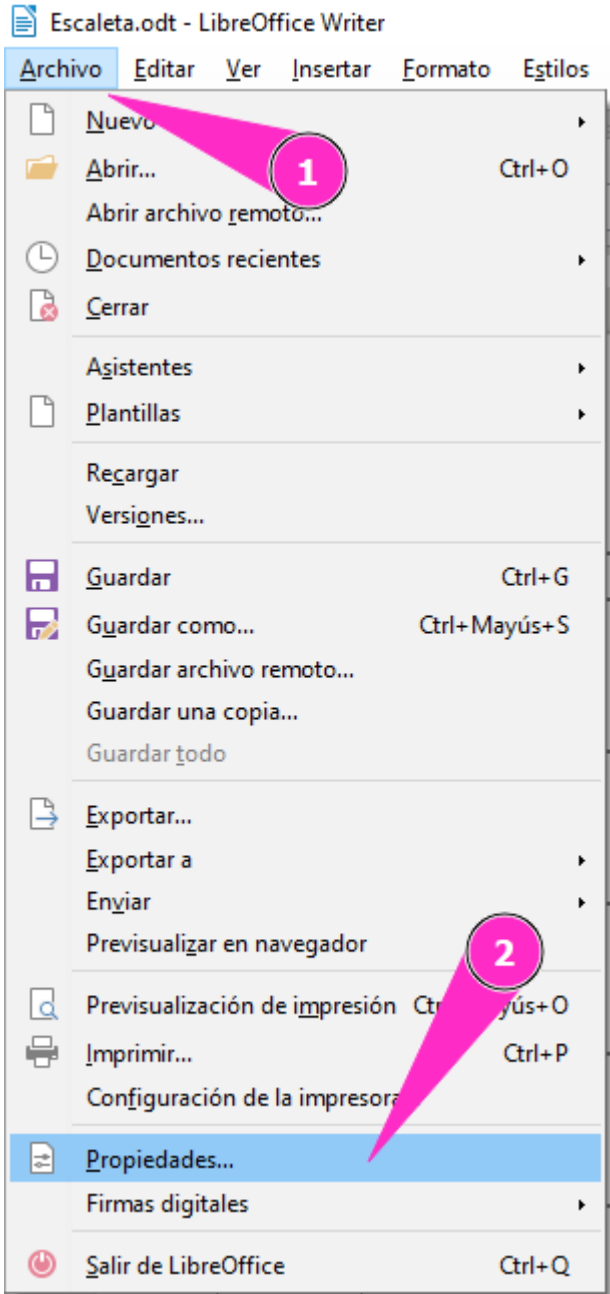 Escaleta.odt - LibreOffice Writer
Archivo Editar Ver Insertar Formato Estilos
Nuevo
1
Abrir... Ctrl+O
Abrir archivo remoto...
Documentos recientes
Cerrar
Asistentes
Plantillas
Recargar
Versiones...
Guardar Ctrl+G
Guardar como... Ctrl+Mayús+S
Guardar archivo remoto...
Guardar una copia...
Guardar todo
Exportar...
Exportar a
Enviar
Previsualizar en navegador
2
Previsualización de impresión
Imprimir... Ctrl+P
Configuración de la impresora
Propiedades...
Firmas digitales
Salir de LibreOffice Ctrl+Q